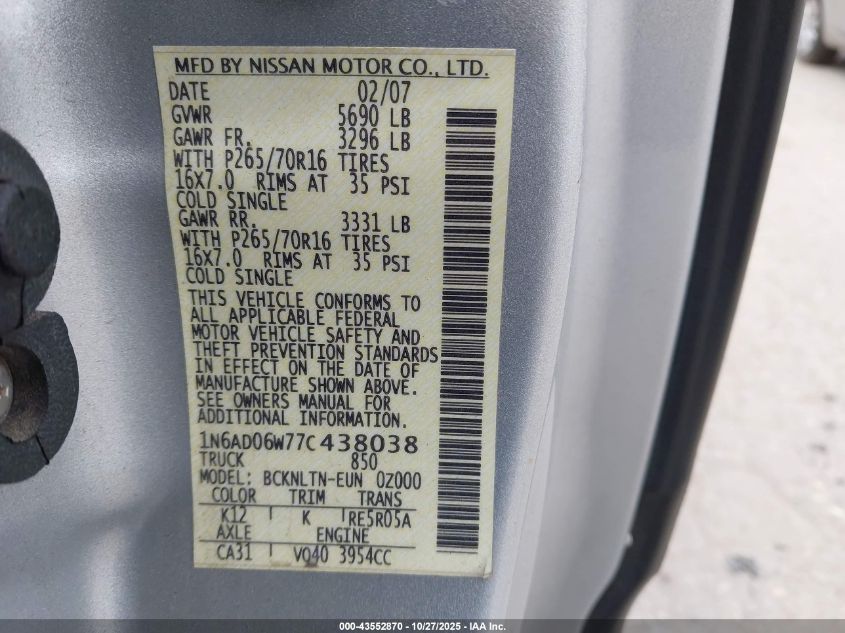 MFD BY NISSAN MOTOR CO., LTD.
DATE 02/07
GVWR 5690 LB
GAWR FR. 3296 LB
WITH P265/70R16 TIRES
16X7.0 RIMS AT 35 PSI
COLD SINGLE
GAWR RR. 3331 LB
WITH P265/70R16 TIRES
16X7.0 RIMS AT 35 PSI
COLD SINGLE
THIS VEHICLE CONFORMS TO
ALL APPLICABLE FEDERAL
MOTOR VEHICLE SAFETY AND
THEFT PREVENTION STANDARDS
IN EFFECT ON THE DATE OF
MANUFACTURE SHOWN ABOVE.
SEE OWNERS MANUAL FOR
ADDITIONAL INFORMATION.
1N6AD06W77C438038
TRUCK 850
MODEL: BCKNLTN-EUN 0Z000
COLOR TRIM TRANS
K12 K RE5R05A
AXLE ENGINE
CA31 VQ40 3954CC
000-43552870 | 10/27/2025 | IAA Inc.